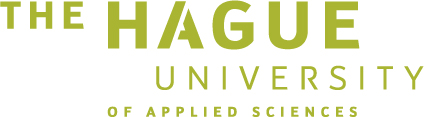 THE HAGUE
UNIVERSITY
OF APPLIED SCIENCES